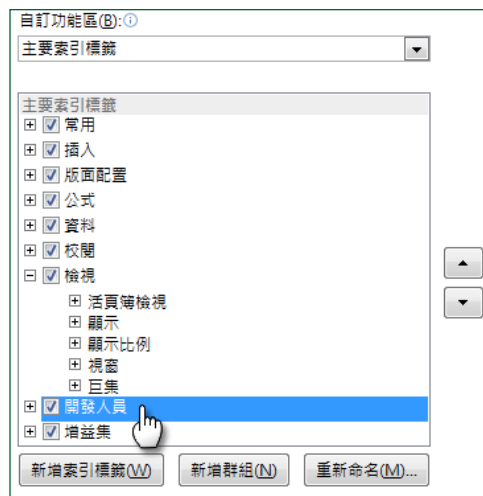 自訂功能區(B):
主要索引標籤
主要索引標籤
常用
插入
版面配置
公式
資料
校閱
檢視
活頁簿檢視
顯示
顯示比例
視窗
巨集
開發人員
增益集
新增索引標籤(W) 新增群組(N) 重新命名(M)...